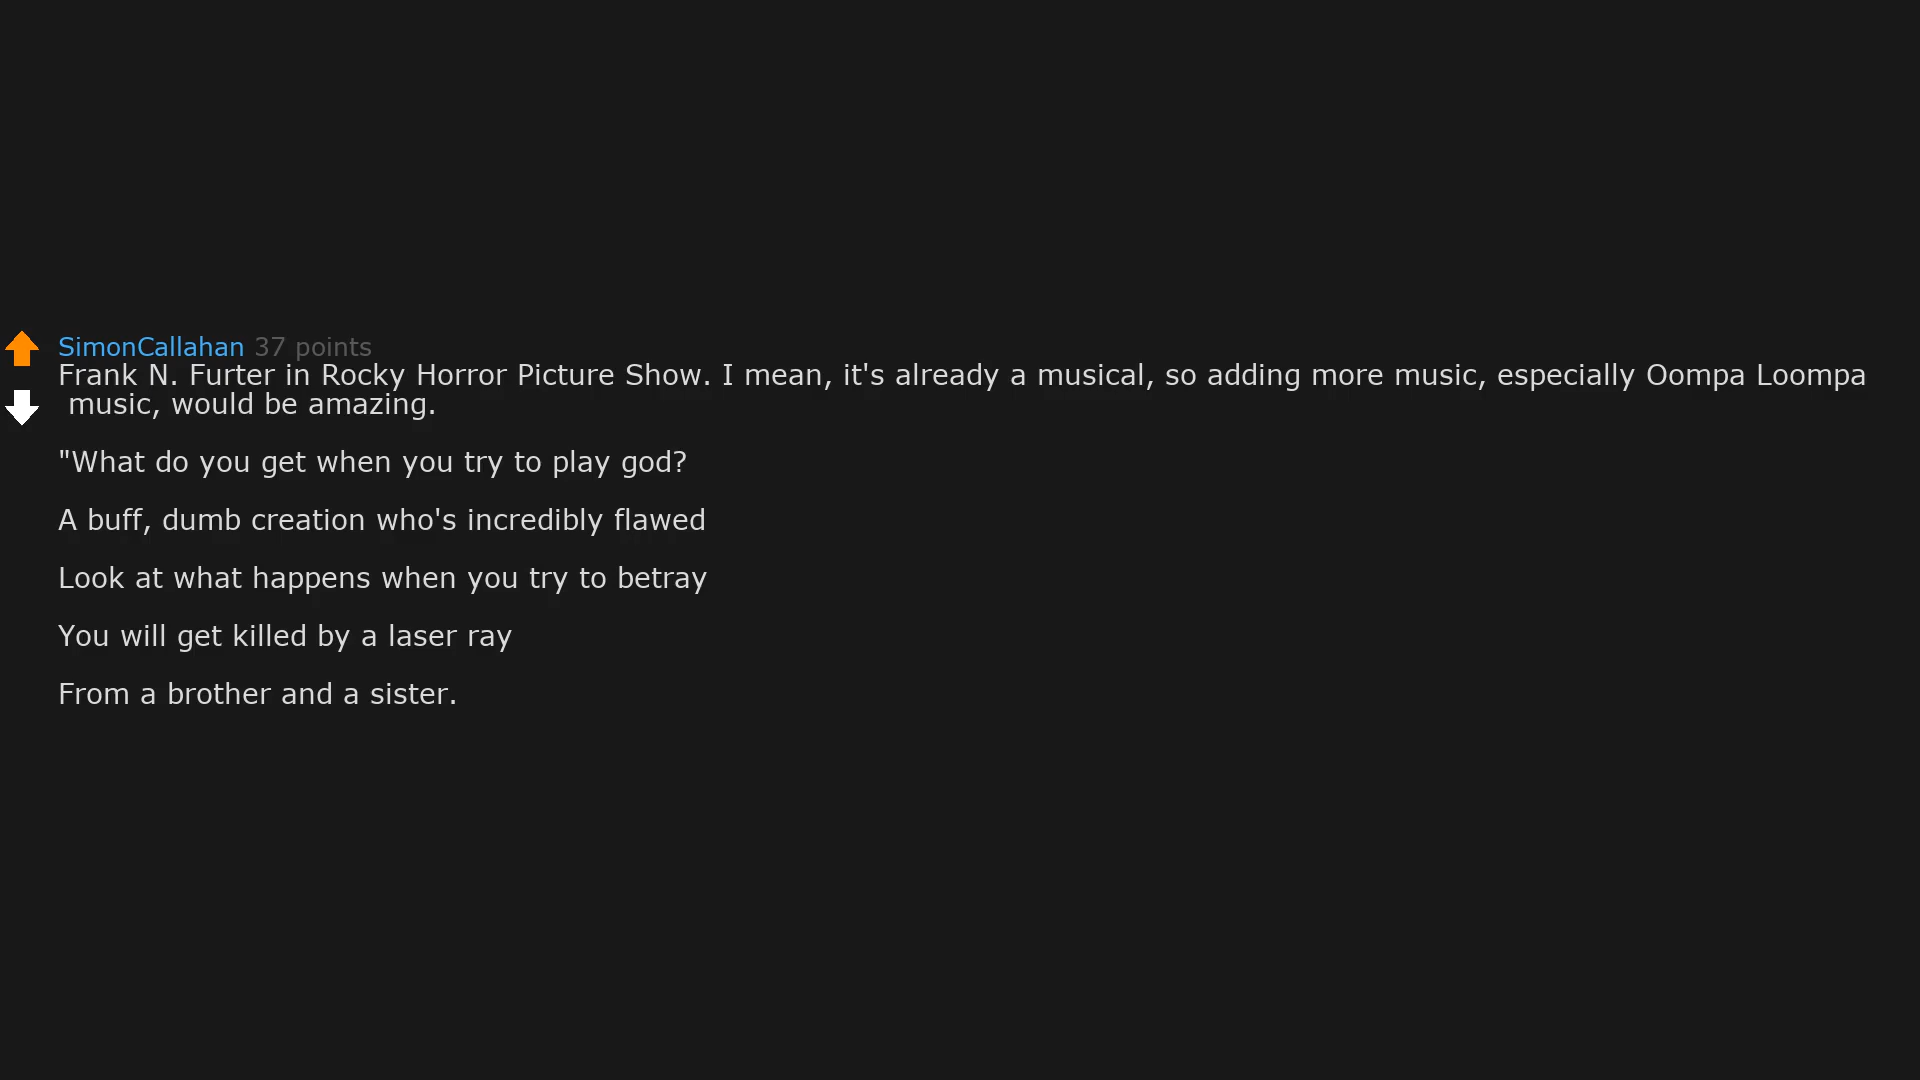 SimonCallahan 37 points
Frank N. Furter in Rocky Horror Picture Show. I mean, it's already a musical, so adding more music, especially Oompa Loompa
music, would be amazing.
"What do you get when you try to play god?
A buff, dumb creation who's incredibly flawed
Look at what happens when you try to betray
You will get killed by a laser ray
From a brother and a sister.